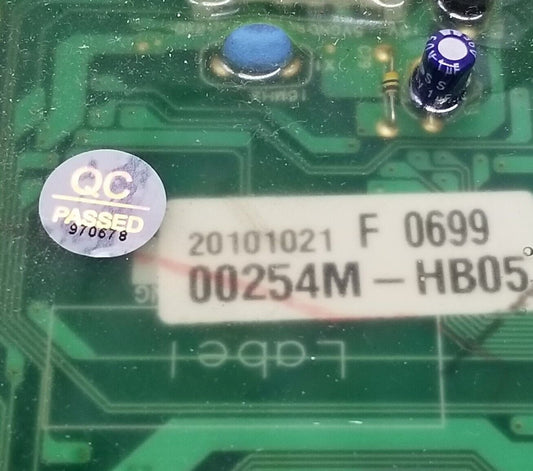 QC
PASSED
970678
20101021 F 0699
00254M-HB05
Label